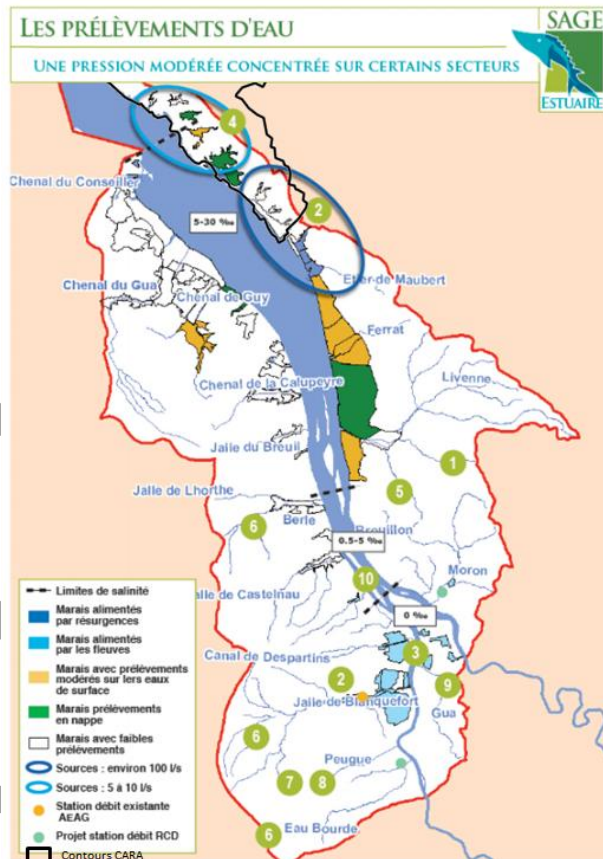 LES PRÉLÈVEMENTS D'EAU
SAGE
UNE PRESSION MODÉRÉE CONCENTRÉE SUR CERTAINS SECTEURS
ESTUAIRE
4
Chenal du Conseiller
2
5-30 ‰
Etier de Maubert
Chenal du Gua
Chenal de Guy
Ferrat
Livenne
Chenal de la Calupeyre
Jalle du Breuil
1
Jalle de Lhorthe
5
Berle
6
Brouillon
0.5-5 ‰
10
Moron
alle de Castelnau
0 ‰
Canal de Despartins
3
2
9
Jalle de Blanquefort
Gua
6
Peugue
7
8
6
Eau Bourde
Limites de salinité
Marais alimentés
par résurgences
Marais alimentés
par les fleuves
Marais avec prélèvements
modérés sur lers eaux
de surface
Marais prélèvements
en nappe
Marais avec faibles
prélèvements
Sources : environ 100 l/s
Sources : 5 à 10 l/s
Station débit existante
AEAG
Projet station débit RCD
Contours CARA